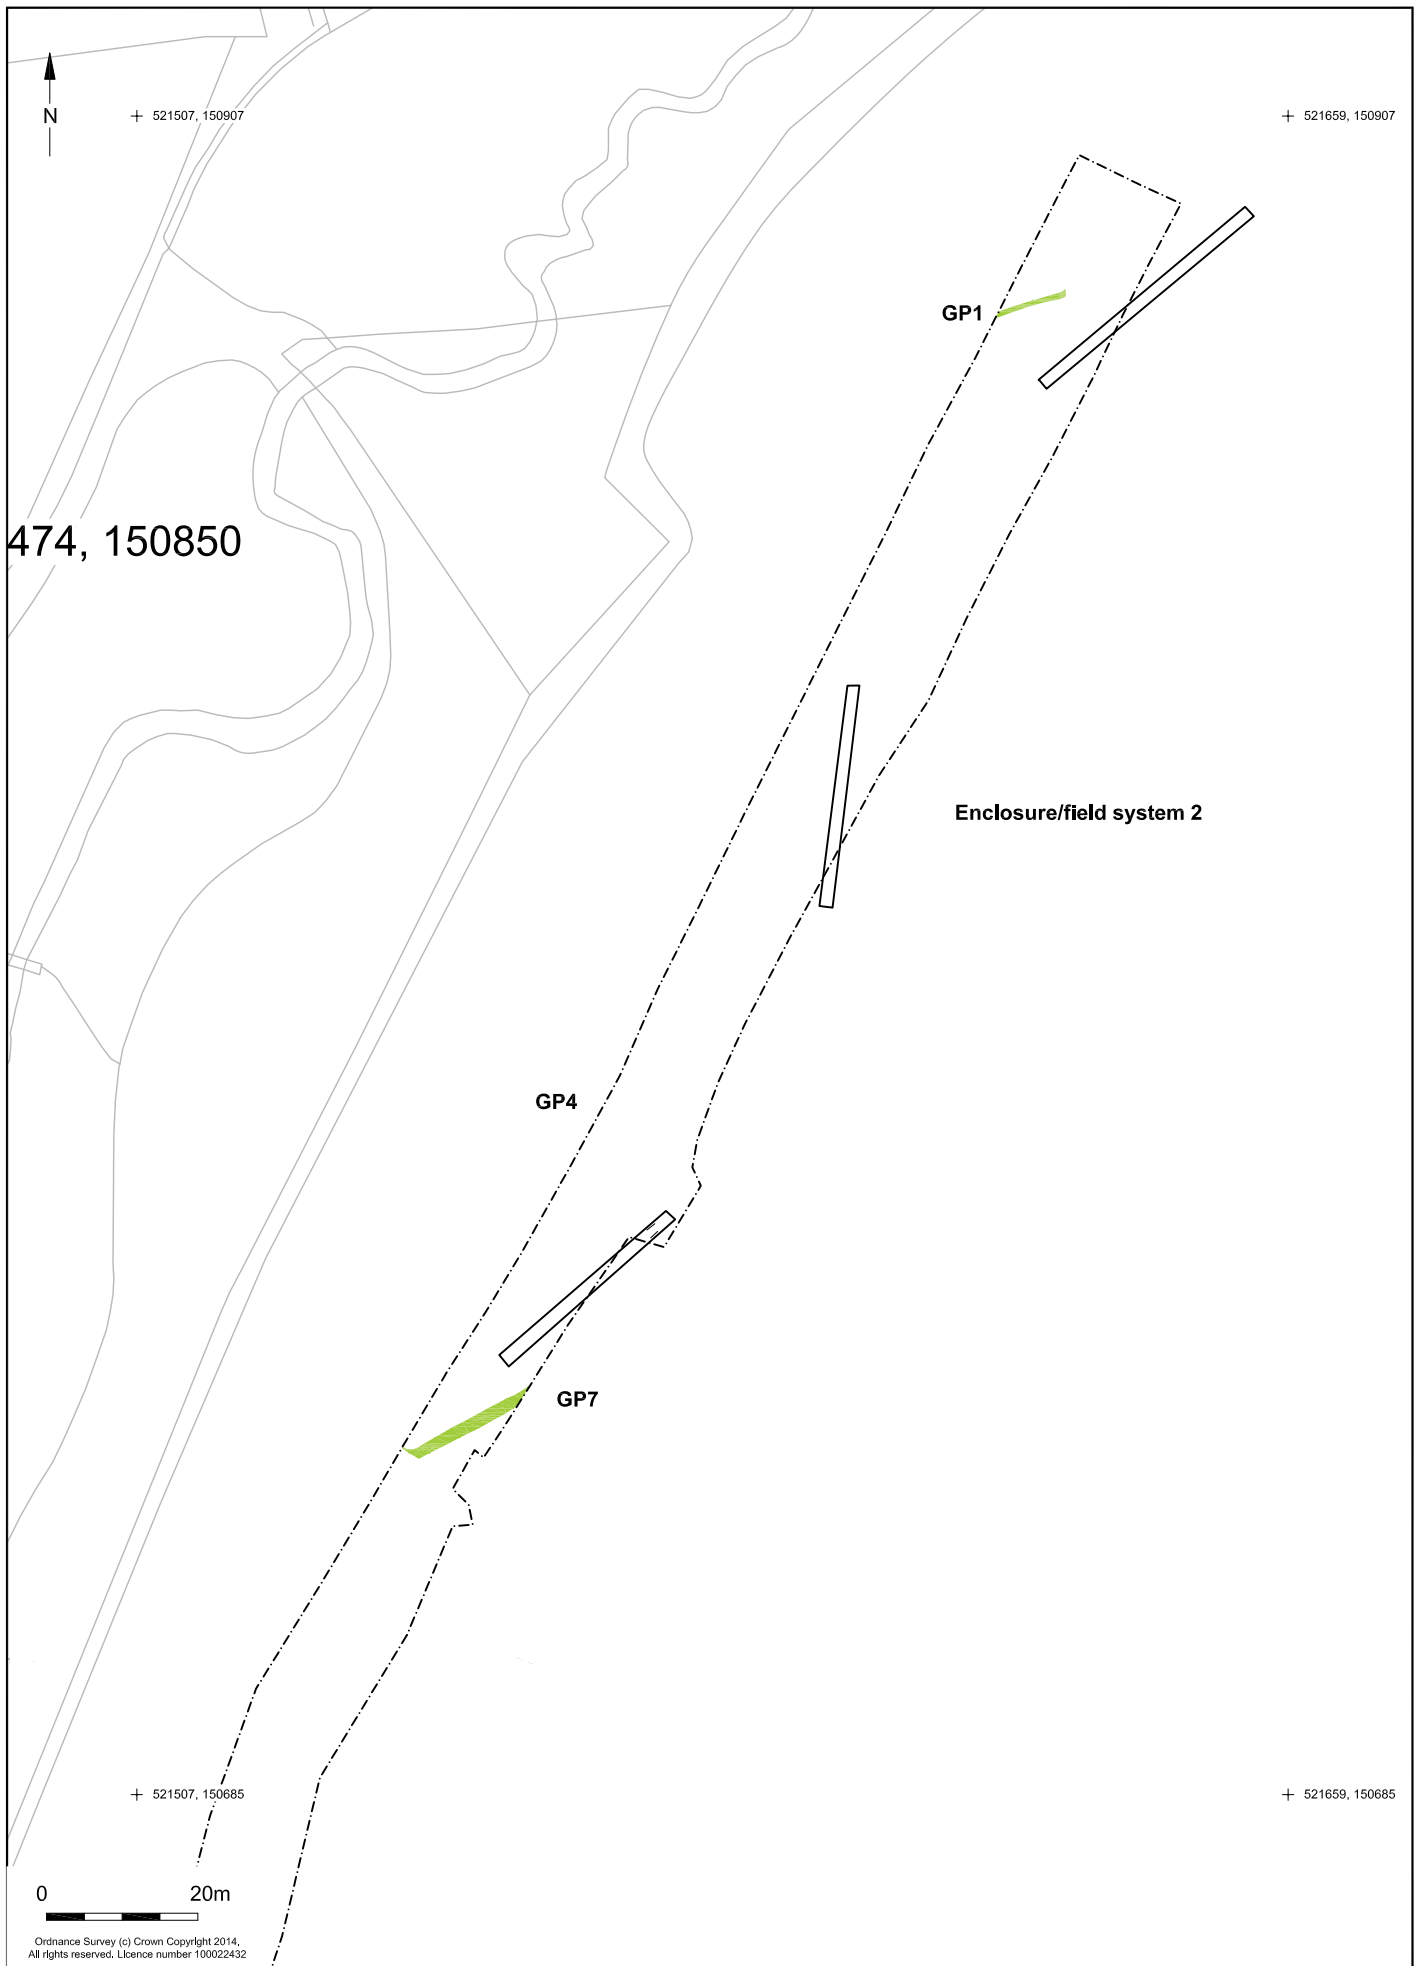 N
521507, 150907
521659, 150907
GP1
474, 150850
Enclosure/field system 2
GP4
GP7
521507, 150685
521659, 150685
0 20m
Ordnance Survey (c) Crown Copyright 2014,
All rights reserved. Licence number 100022432